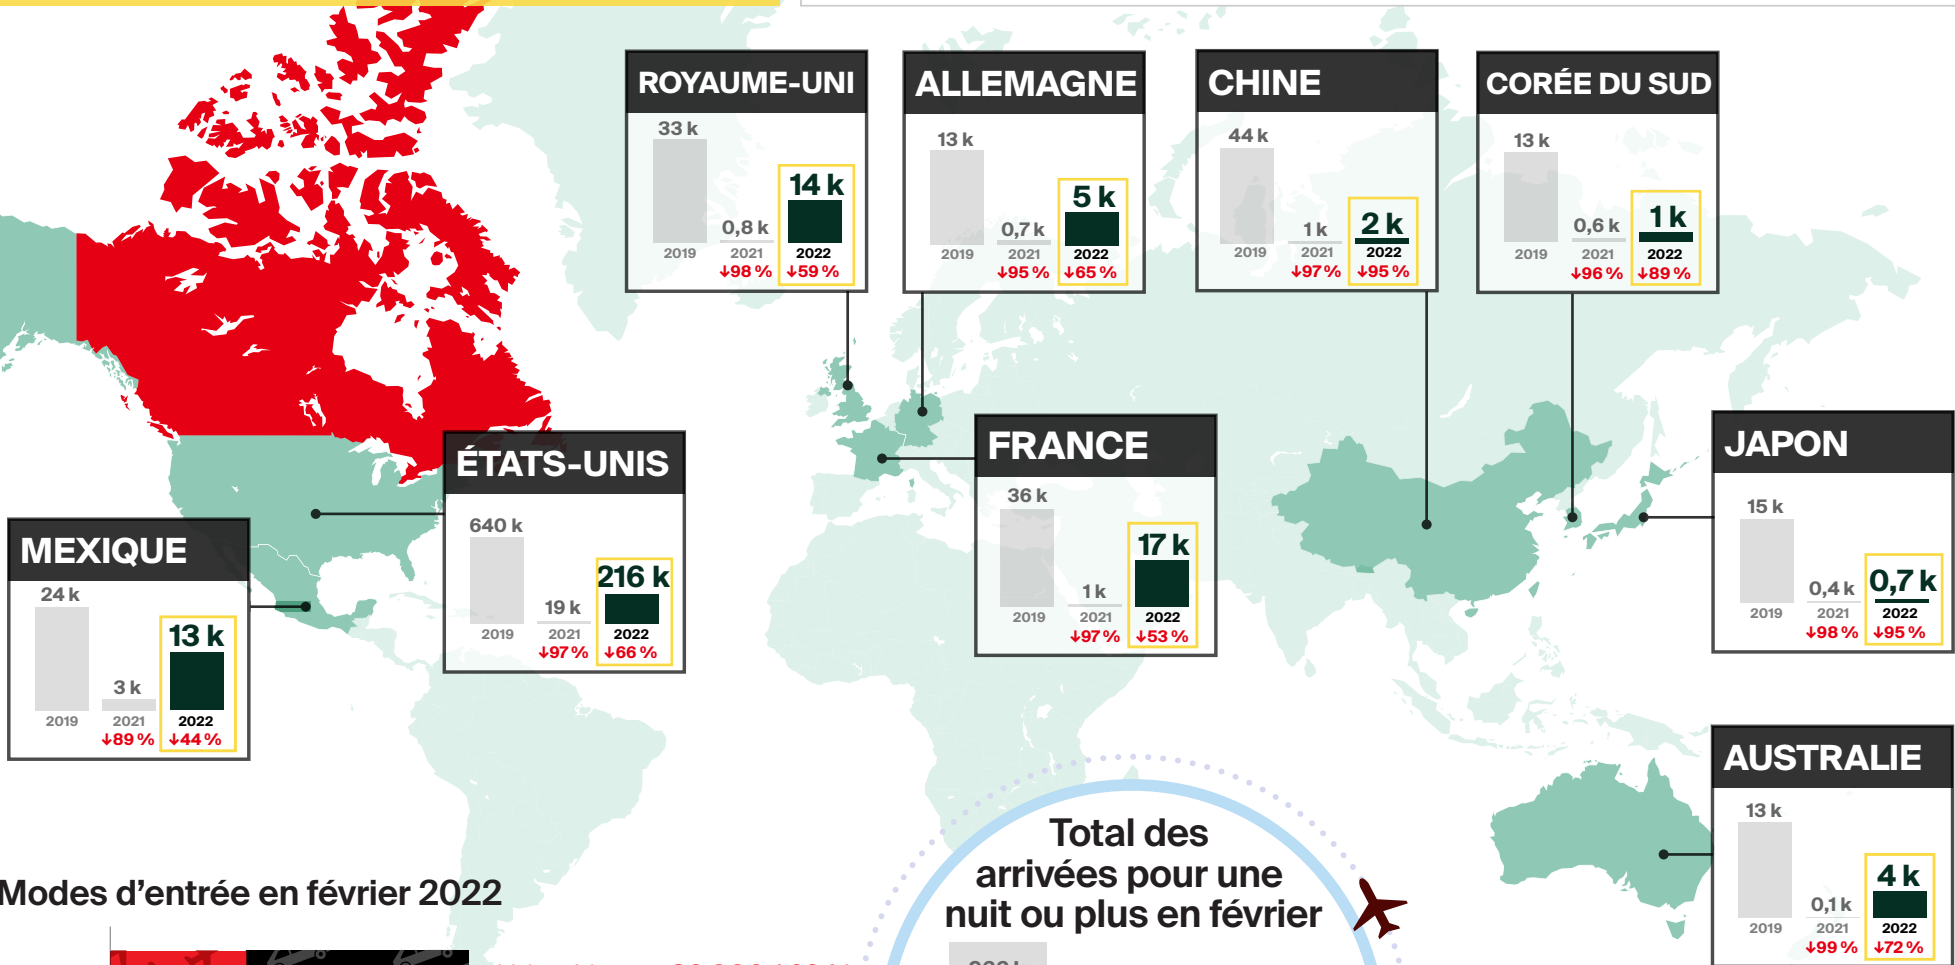 ROYAUME-UNI
33 k
0,8 k
14 k
2019
2021
2022
↓98 %
↓59 %
ALLEMAGNE
13 k
0,7 k
5 k
2019
2021
2022
↓95 %
↓65 %
CHINE
44 k
1 k
2 k
2019
2021
2022
↓97 %
↓95 %
CORÉE DU SUD
13 k
0,6 k
1 k
2019
2021
2022
↓96 %
↓89 %
MEXIQUE
24 k
3 k
13 k
2019
2021
2022
↓89 %
↓44 %
ÉTATS-UNIS
640 k
19 k
216 k
2019
2021
2022
↓97 %
↓66 %
FRANCE
36 k
1 k
17 k
2019
2021
2022
↓97 %
↓53 %
JAPON
15 k
0,4 k
0,7 k
2019
2021
2022
↓98 %
↓95 %
AUSTRALIE
13 k
0,1 k
4 k
2019
2021
2022
↓99 %
↓72 %
Modes d'entrée en février 2022
Total des
arrivées pour une
nuit ou plus en février